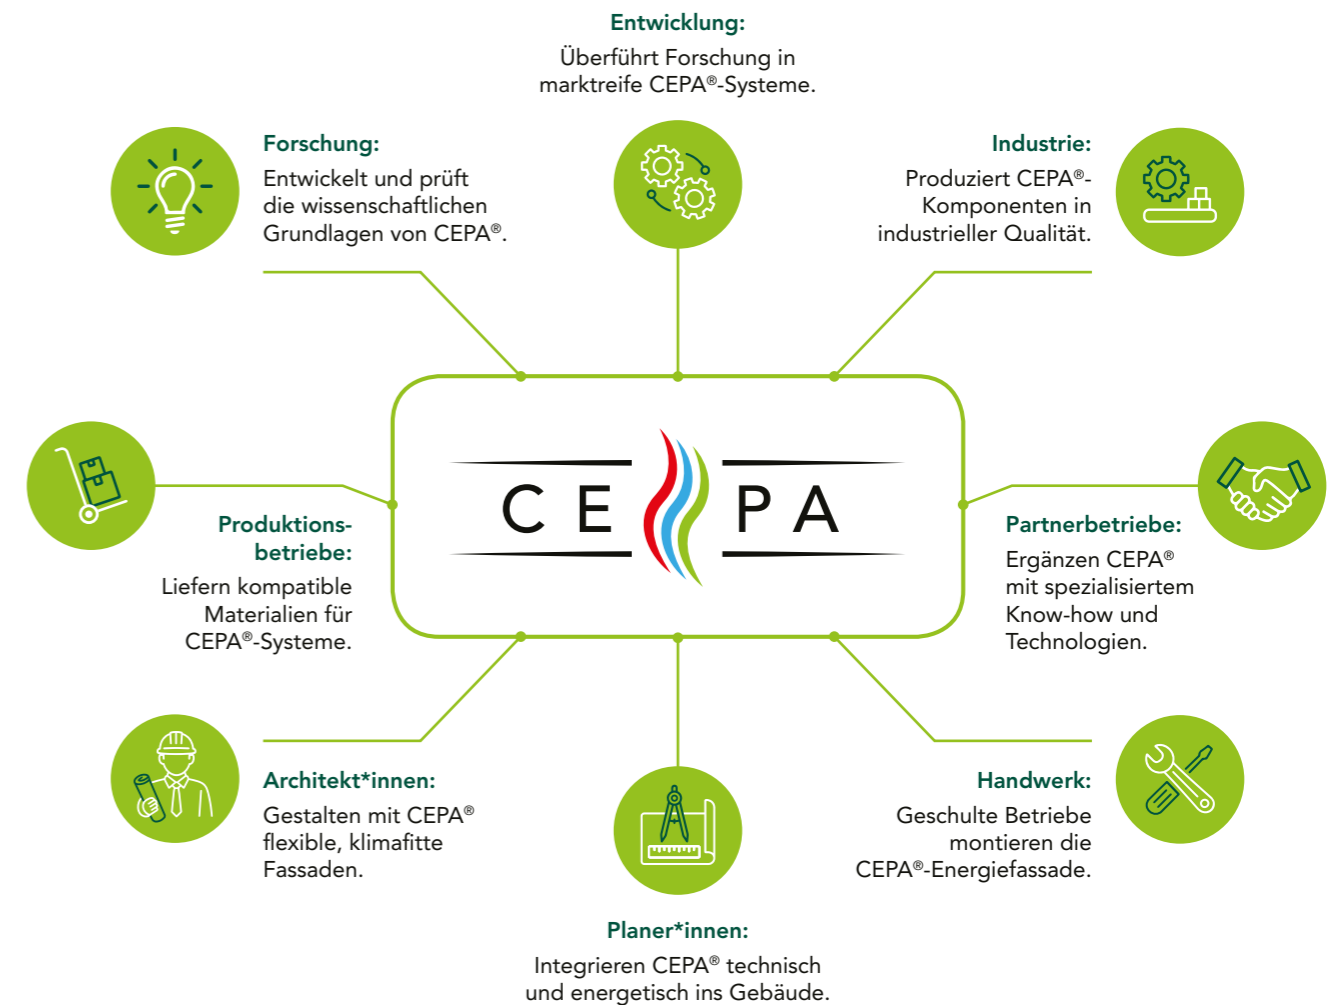 Entwicklung:
Überführt Forschung in
marktreife CEPA®-Systeme.
Forschung:
Entwickelt und prüft
die wissenschaftlichen
Grundlagen von CEPA®.
Industrie:
Produziert CEPA®-
Komponenten in
industrieller Qualität.
CEPA
Produktions-
betriebe:
Liefern kompatible
Materialien für
CEPA®-Systeme.
Partnerbetriebe:
Ergänzen CEPA®
mit spezialisiertem
Know-how und
Technologien.
Architekt*innen:
Gestalten mit CEPA®
flexible, klimafitte
Fassaden.
Handwerk:
Geschulte Betriebe
montieren die
CEPA®-Energiefassade.
Planer*innen:
Integrieren CEPA® technisch
und energetisch ins Gebäude.